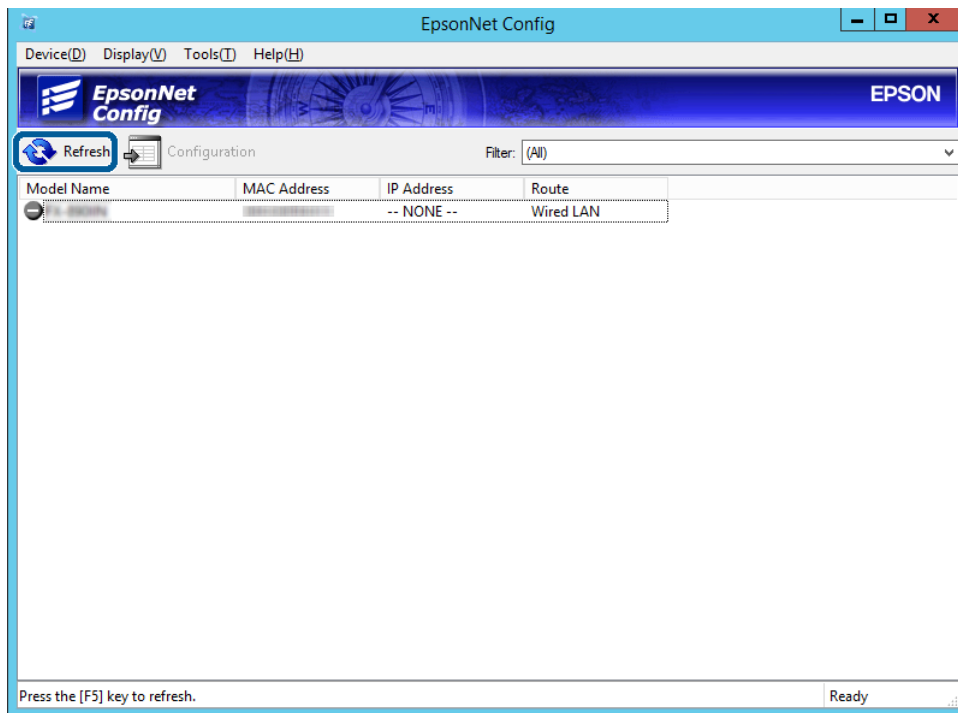 EpsonNet Config
Device(D) Display(V) Tools(T) Help(H)
EpsonNet
Config
EPSON
Refresh Configuration Filter: (All)
Model Name MAC Address IP Address Route
-- NONE -- Wired LAN
Press the [F5] key to refresh. Ready